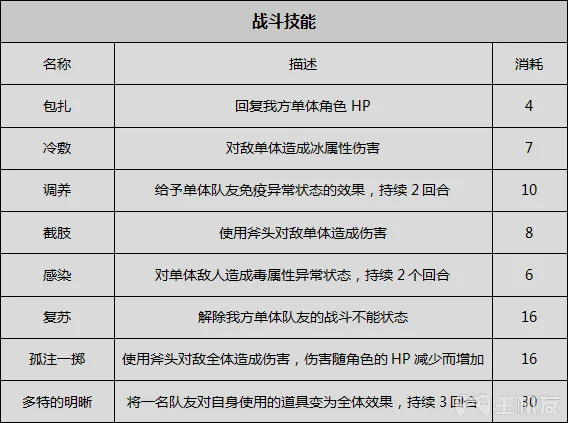 战斗技能
名称 描述 消耗
包扎 回复我方单体角色 HP 4
冷敷 对敌单体造成冰属性伤害 7
调养 给予单体队友免疫异常状态的效果，持续 2 回合 10
截肢 使用斧头对敌单体造成伤害 8
感染 对单体敌人造成毒属性异常状态，持续 2 个回合 6
复苏 解除我方单体队友的战斗不能状态 16
孤注一掷 使用斧头对敌全体造成伤害，伤害随角色的 HP 减少而增加 16
多特的明晰 将一名队友对自身使用的道具变为全体效果，持续 3 回合 30